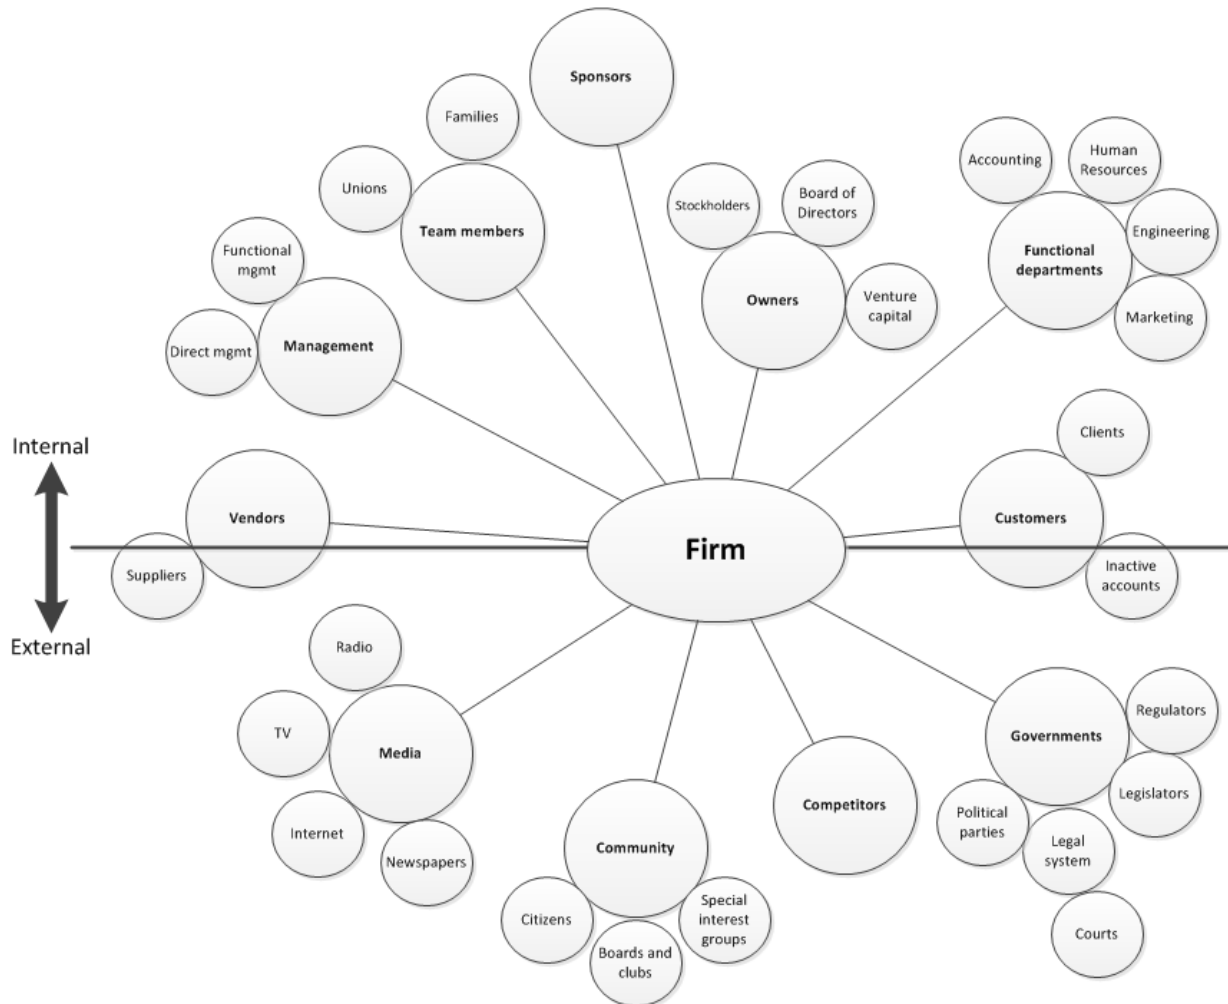 Sponsors
Families
Unions
Team members
Functional
mgmt
Direct mgmt
Management
Stockholders
Board of
Directors
Owners
Venture
capital
Accounting
Human
Resources
Functional
departments
Engineering
Marketing
Internal
External
Vendors
Suppliers
Firm
Clients
Customers
Inactive
accounts
Radio
TV
Media
Internet
Newspapers
Community
Citizens
Boards and
clubs
Special
interest
groups
Competitors
Governments
Regulators
Legislators
Political
parties
Legal
system
Courts